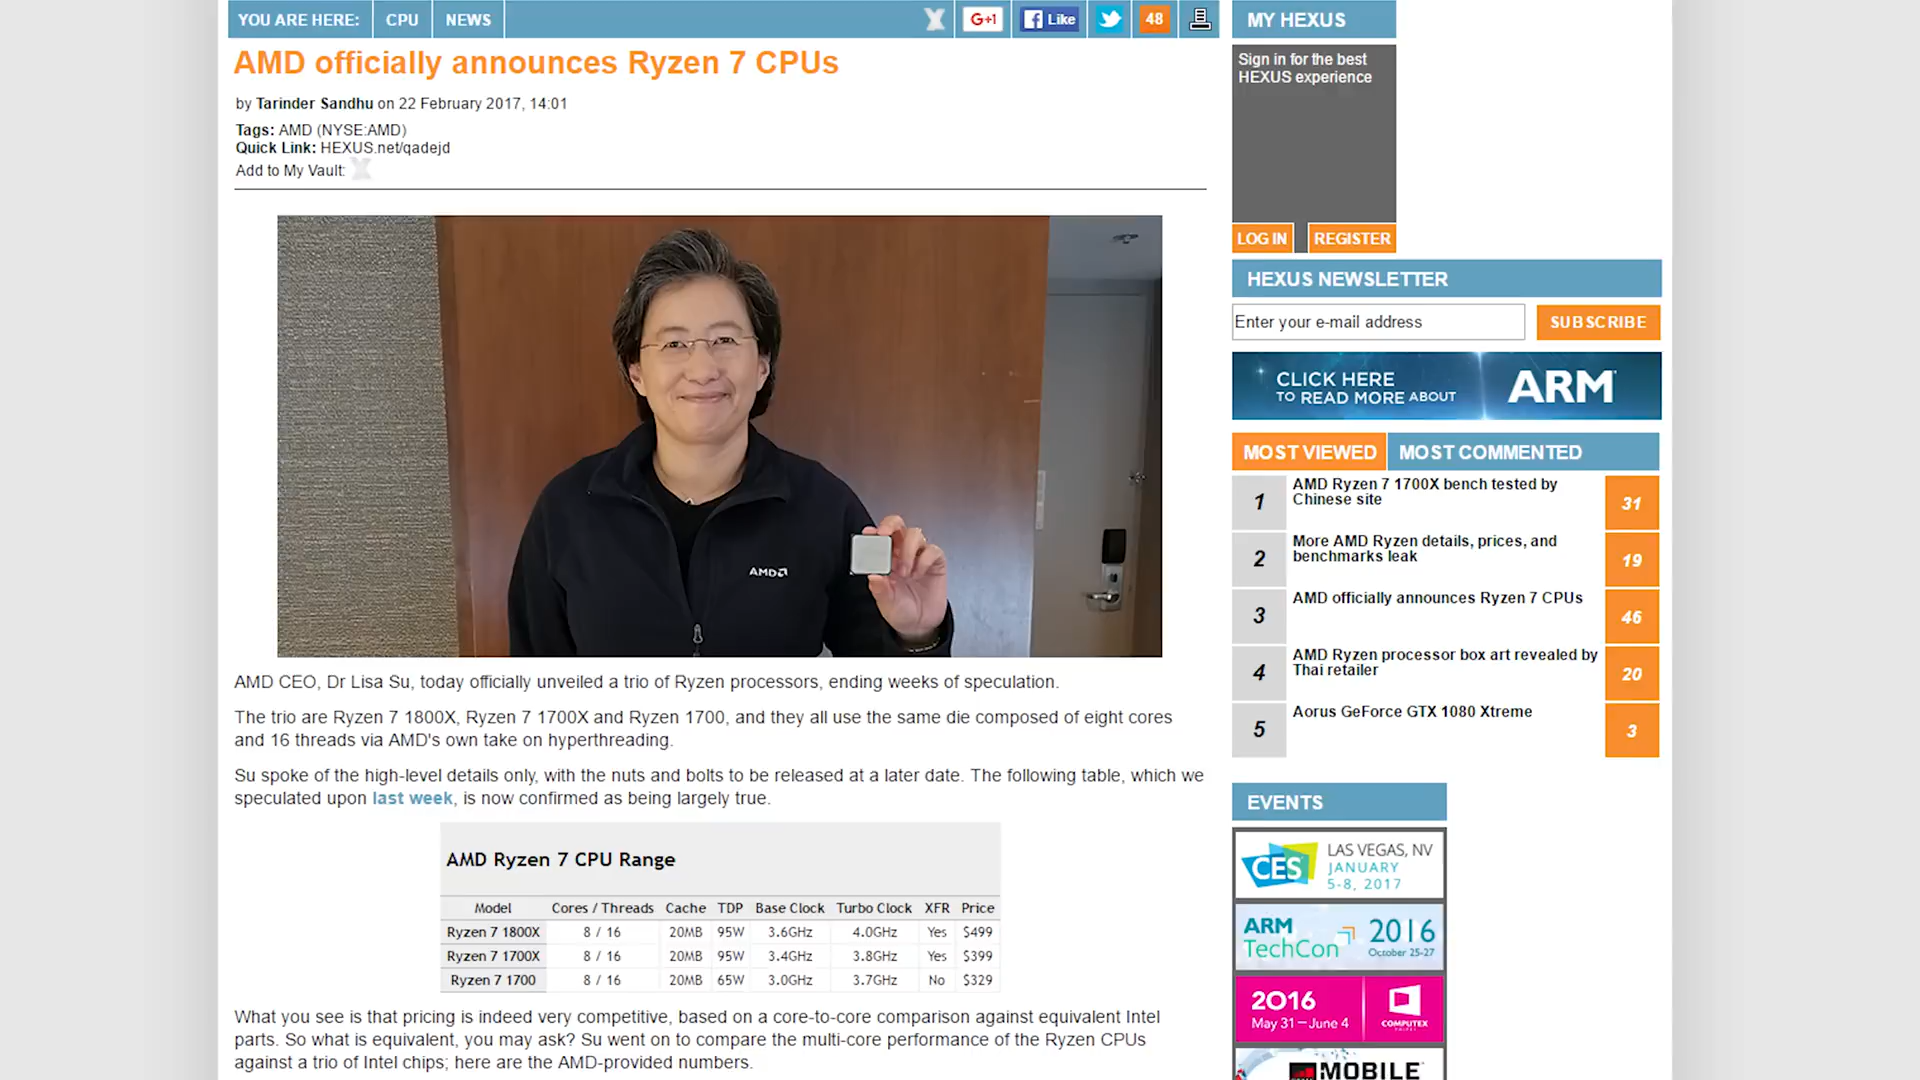 YOU ARE HERE: CPU NEWS
G+1 Like 48
AMD officially announces Ryzen 7 CPUs
by Tarinder Sandhu on 22 February 2017, 14:01
Tags: AMD (NYSE:AMD)
Quick Link: HEXUS.net/qadejd
Add to My Vault:
AMD
AMD CEO, Dr Lisa Su, today officially unveiled a trio of Ryzen processors, ending weeks of speculation.
The trio are Ryzen 7 1800X, Ryzen 7 1700X and Ryzen 1700, and they all use the same die composed of eight cores
and 16 threads via AMD's own take on hyperthreading.
Su spoke of the high-level details only, with the nuts and bolts to be released at a later date. The following table, which we
speculated upon last week, is now confirmed as being largely true.
AMD Ryzen 7 CPU Range
Model Cores / Threads Cache TDP Base Clock Turbo Clock XFR Price
Ryzen 7 1800X 8 / 16 20MB 95W 3.6GHz 4.0GHz Yes $499
Ryzen 7 1700X 8 / 16 20MB 95W 3.4GHz 3.8GHz Yes $399
Ryzen 7 1700 8 / 16 20MB 65W 3.0GHz 3.7GHz No $329
What you see is that pricing is indeed very competitive, based on a core-to-core comparison against equivalent Intel
parts. So what is equivalent, you may ask? Su went on to compare the multi-core performance of the Ryzen CPUs
against a trio of Intel chips; here are the AMD-provided numbers.
MY HEXUS
Sign in for the best
HEXUS experience
LOG IN REGISTER
HEXUS NEWSLETTER
Enter your e-mail address SUBSCRIBE
CLICK HERE
TO READ MORE ABOUT
ARM
MOST VIEWED MOST COMMENTED
1 AMD Ryzen 7 1700X bench tested by
Chinese site 31
2 More AMD Ryzen details, prices, and
benchmarks leak 19
3 AMD officially announces Ryzen 7 CPUs 46
4 AMD Ryzen processor box art revealed by
Thai retailer 20
5 Aorus GeForce GTX 1080 Xtreme 3
EVENTS
CES LAS VEGAS, NV
JANUARY
5-8, 2017
ARM
TechCon 2016
October 25-27
2016
May 31 – June 4 COMPUTEX
MOBILE